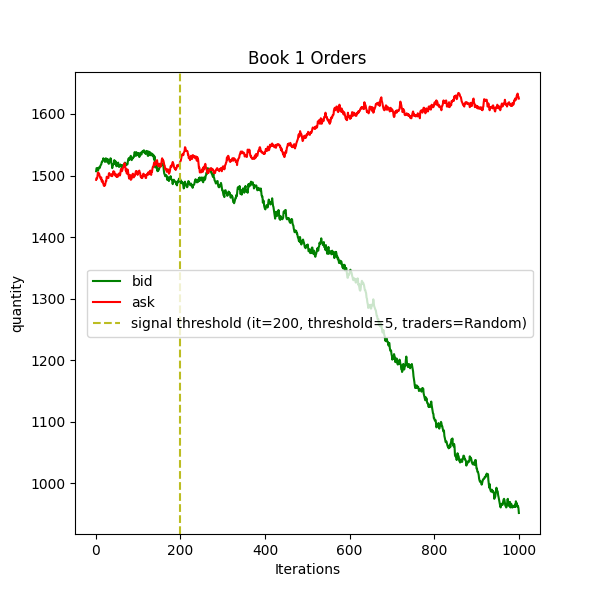 Book 1 Orders
quantity
1600
1500
1400
1300
1200
1100
1000
bid
ask
signal threshold (it=200, threshold=5, traders=Random)
0 200 400 600 800 1000
Iterations